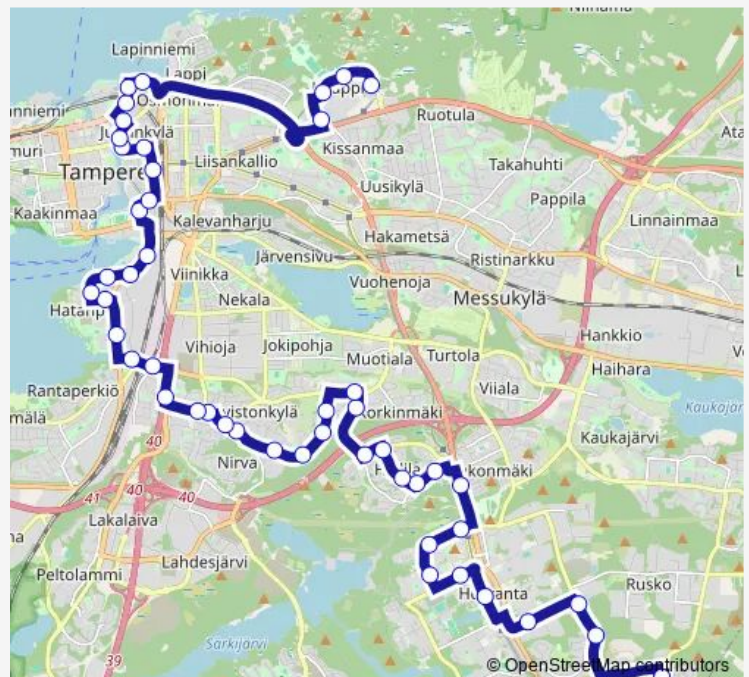 Lapinniemi
Lappi
Ruotula
Kissanmaa
Liisankallio
Takahuhti
Tampere
Uusikylä
Pappila
Kaakinmaa
Linnainmaa
Kalevanharju
Hakametsä
Järvensivu
Ristinarkku
Viinikka
Vuohenoja
Messukylä
Nekala
Hankkio
Vihioja
Jokipohja
Muotiala
Turtola
Haihara
Rantaperkiö
Viiala
Kaukajärvi
40
Nirva
41
40
40
Lakalaiva
Lahdesjärvi
Peltolammi
Rusko
Särkijärvi
39
© OpenStreetMap contributors